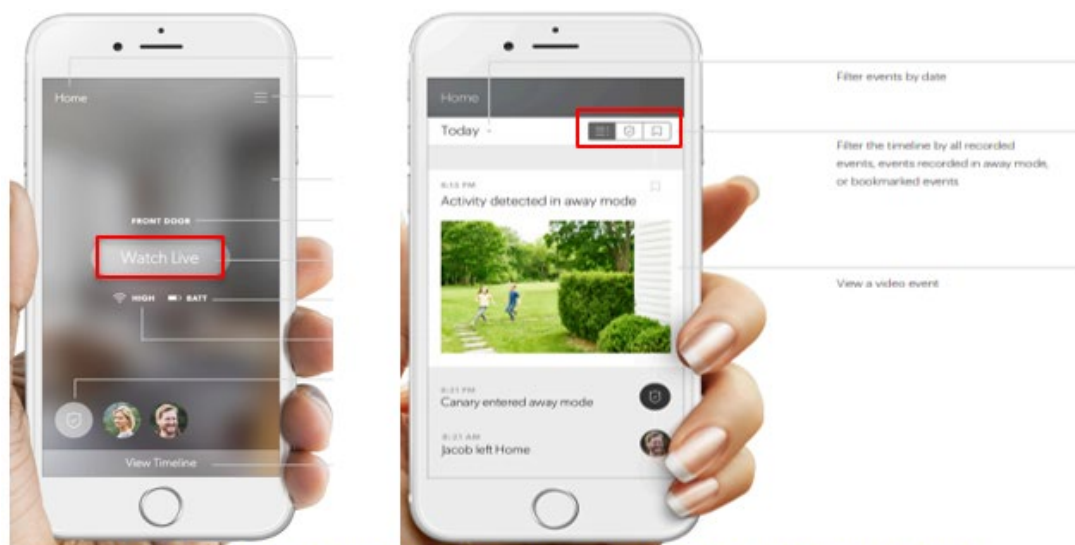 Home
FRONT DOOR
Watch Live
HIGH BATT
View Timeline
Home
Today
8:55 PM
Activity detected in away mode
8:21 PM
Canary entered away mode
8:21 AM
Jacob left Home
Filter events by date
Filter the timeline by all recorded
events, events recorded in away mode,
or bookmarked events
View a video event